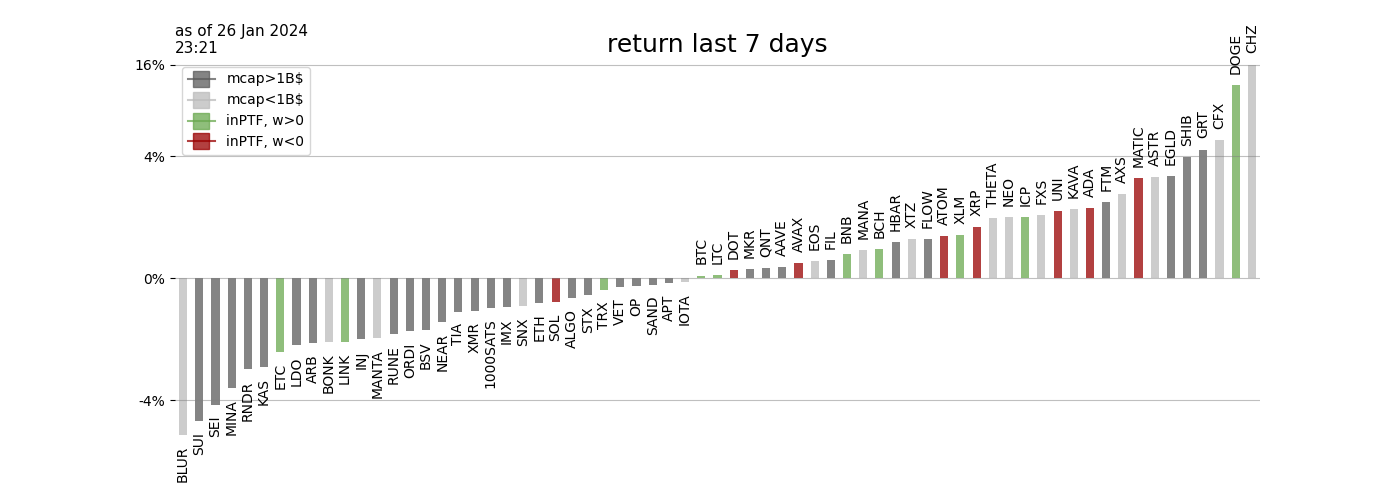 as of 26 Jan 2024
23:21
return last 7 days
16%
4%
0%
-4%
mcap>1B$
mcap<1B$
inPTF, w>0
inPTF, w<0
BLUR
SUI
SEI
MINA
RNDR
KAS
ETC
LDO
ARB
BONK
LINK
INJ
MANTA
RUNE
ORDI
BSV
NEAR
TIA
XMR
1000SATS
IMX
SNX
ETH
SOL
ALGO
STX
TRX
VET
OP
SAND
APT
IOTA
BTC
LTC
DOT
MKR
QNT
AAVE
AVAX
EOS
FIL
BNB
MANA
BCH
HBAR
XTZ
FLOW
ATOM
XLM
XRP
THETA
NEO
ICP
FXS
UNI
KAVA
ADA
FTM
AXS
MATIC
ASTR
EGLD
SHIB
GRT
CFX
DOGE
CHZ